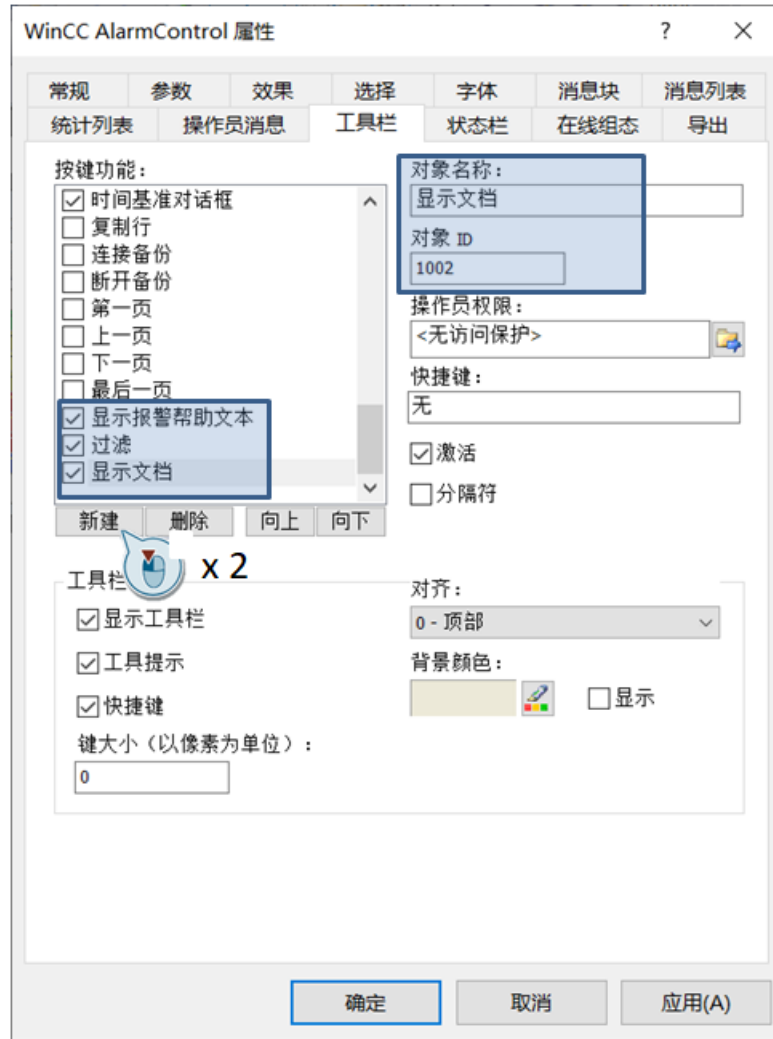 WinCC AlarmControl 属性
?
常规 参数 效果 选择 字体 消息块 消息列表
统计列表 操作员消息 工具栏 状态栏 在线组态 导出
按键功能：
时间基准对话框
复制行
连接备份
断开备份
第一页
上一页
下一页
最后一页
显示报警帮助文本
过滤
显示文档
新建 删除 向上 向下
x 2
对象名称：
显示文档
对象 ID
1002
操作员权限：
<无访问保护>
快捷键：
无
激活
分隔符
工具栏
显示工具栏
工具提示
快捷键
键大小（以像素为单位）：
0
对齐：
0 - 顶部
背景颜色：
显示
确定 取消 应用(A)